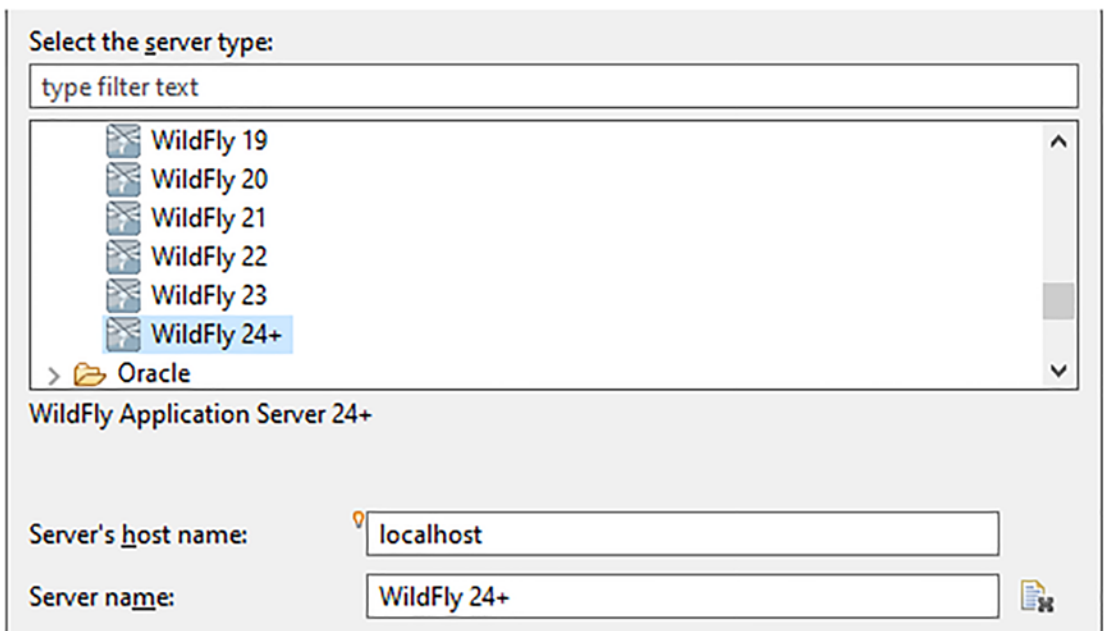 Select the server type:
type filter text
WildFly 19
WildFly 20
WildFly 21
WildFly 22
WildFly 23
WildFly 24+
Oracle
WildFly Application Server 24+
Server's host name: localhost
Server name: WildFly 24+